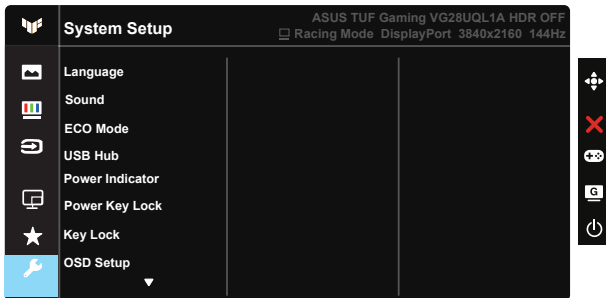 System Setup
ASUS TUF Gaming VG28UQL1A HDR OFF
Racing Mode DisplayPort 3840x2160 144Hz
Language
Sound
ECO Mode
USB Hub
Power Indicator
Power Key Lock
Key Lock
OSD Setup
G